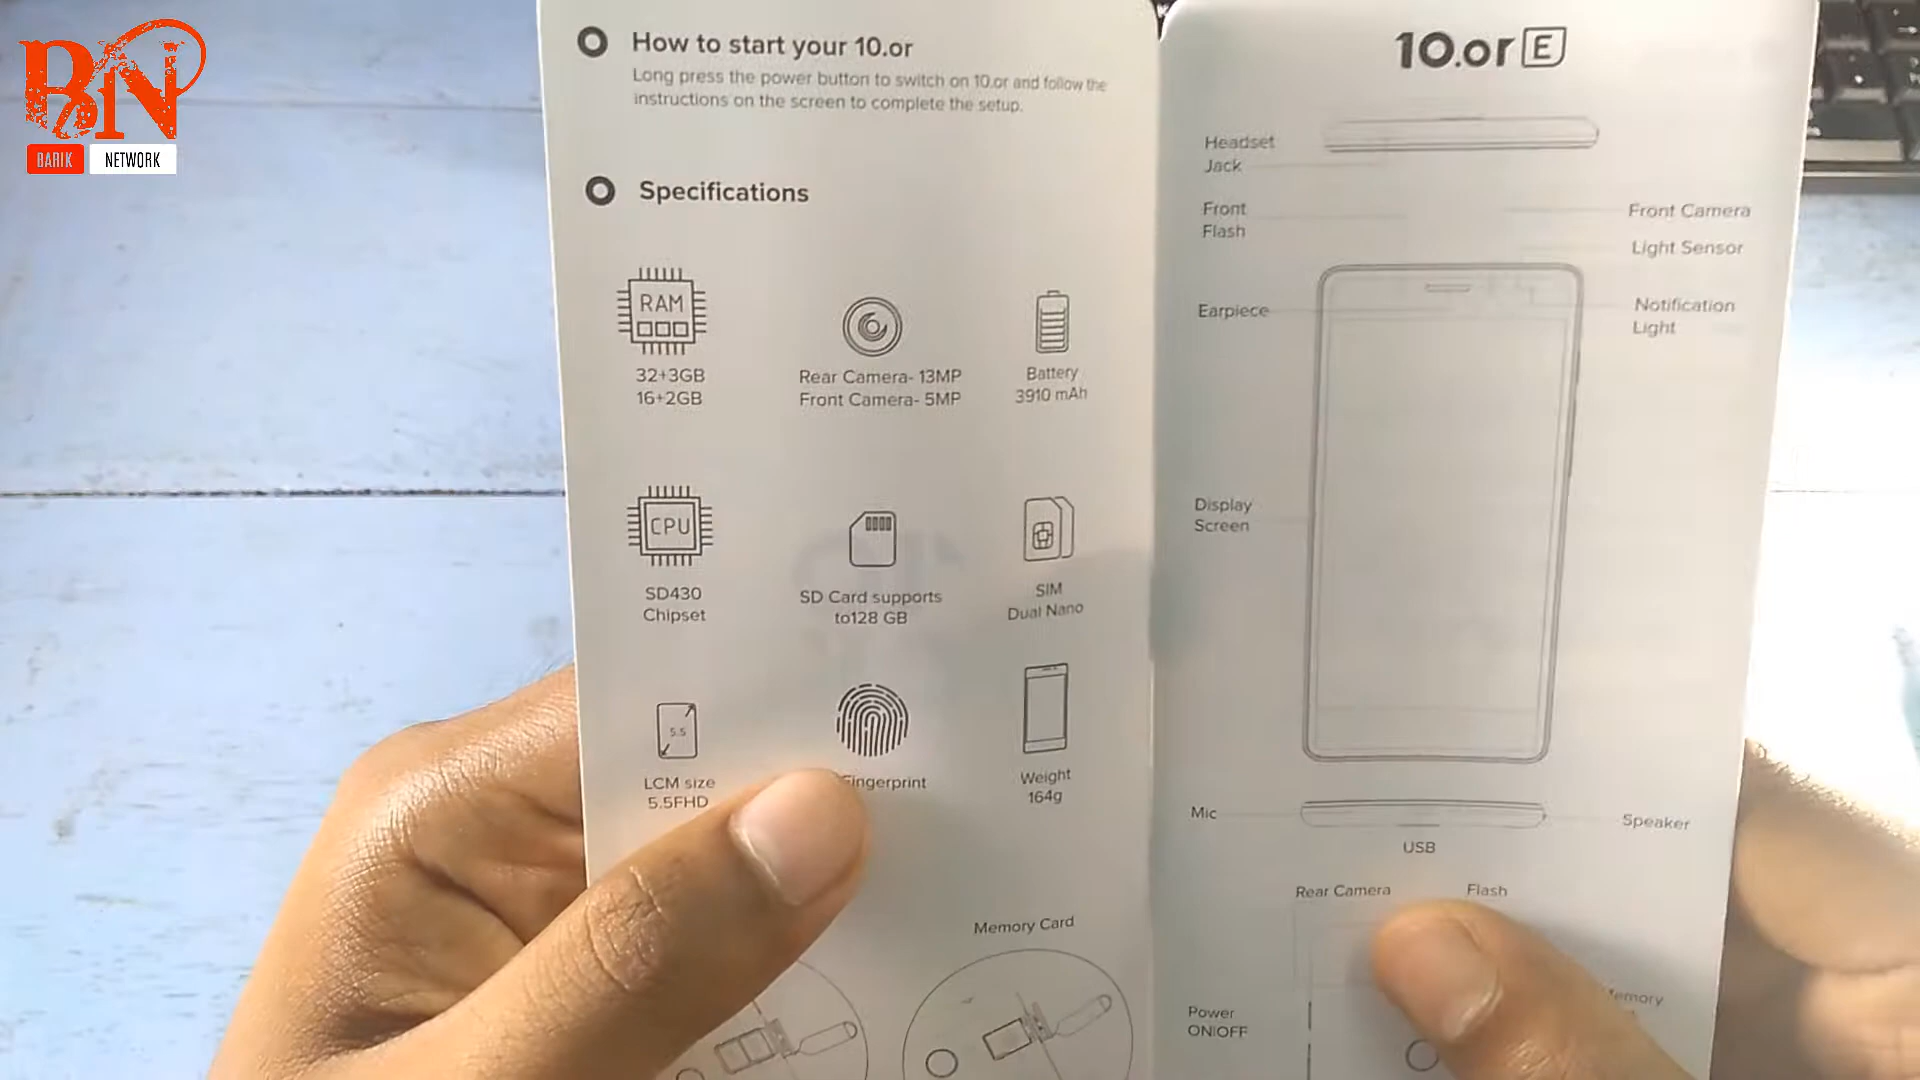 BN
BARIK NETWORK
How to start your 10.or
Long press the power button to switch on 10.or and follow the
instructions on the screen to complete the setup.
Specifications
RAM
32+3GB
16+2GB
Rear Camera- 13MP
Front Camera- 5MP
Battery
3910 mAh
CPU
SD430
Chipset
SD Card supports
to128 GB
SIM
Dual Nano
5.5
LCM size
5.5FHD
Fingerprint
Weight
164g
Memory Card
10.or E
Headset
Jack
Front
Flash
Front Camera
Light Sensor
Earpiece
Notification
Light
Display
Screen
Mic
Speaker
USB
Rear Camera
Flash
Memory
Power
ON|OFF